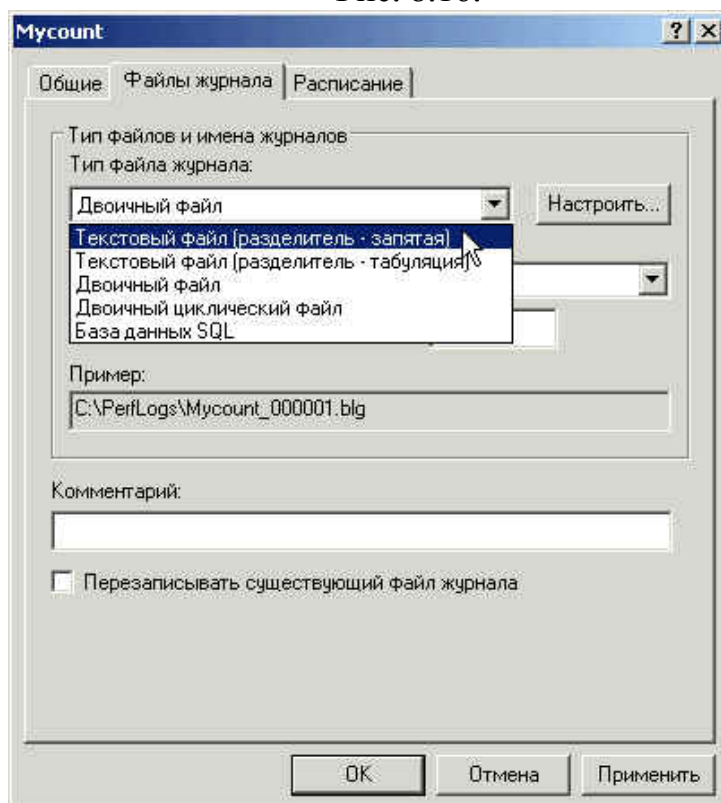 Mycount
Общие Файлы журнала Расписание
Тип файлов и имена журналов
Тип файла журнала:
Двоичный файл Настроить...
Текстовый файл (разделитель - запятая)
Текстовый файл (разделитель - табуляция)
Двоичный файл
Двоичный циклический файл
База данных SQL
Пример:
C:\PerfLogs\Mycount_000001.blg
Комментарий:
Перезаписывать существующий файл журнала
OK Отмена Применить